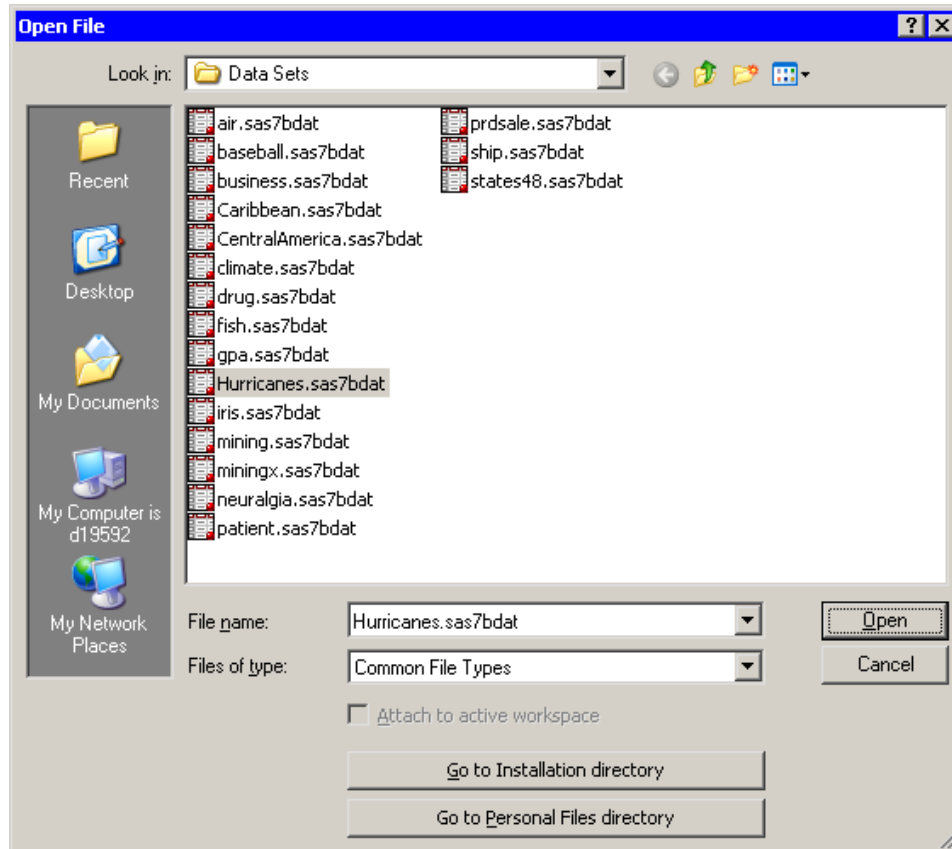 Open File
Look in:
Data Sets
Recent
Desktop
My Documents
My Computer is
d19592
My Network
Places
air.sas7bdat
baseball.sas7bdat
business.sas7bdat
Caribbean.sas7bdat
CentralAmerica.sas7bdat
climate.sas7bdat
drug.sas7bdat
fish.sas7bdat
gpa.sas7bdat
Hurricanes.sas7bdat
iris.sas7bdat
mining.sas7bdat
miningx.sas7bdat
neuralgia.sas7bdat
patient.sas7bdat
prdsale.sas7bdat
ship.sas7bdat
states48.sas7bdat
File name:
Hurricanes.sas7bdat
Open
Files of type:
Common File Types
Cancel
Attach to active workspace
Go to Installation directory
Go to Personal Files directory